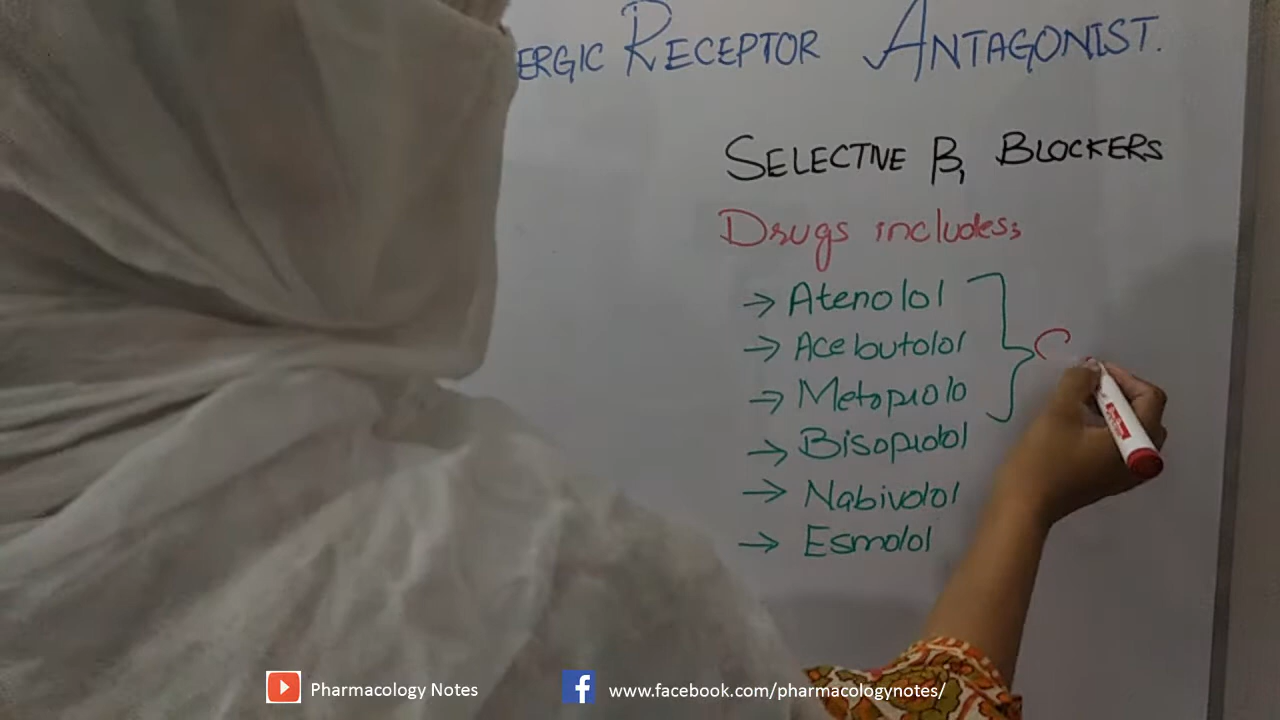 ERGIC RECEPTOR ANTAGONIST.
SELECTIVE β₁ BLOCKERS
Drugs includes;
→ Atenolol
→ Acebutolol
→ Metoprolo
→ Bisoprolol
→ Nabivolol
→ Esmolol
Pharmacology Notes
www.facebook.com/pharmacologynotes/